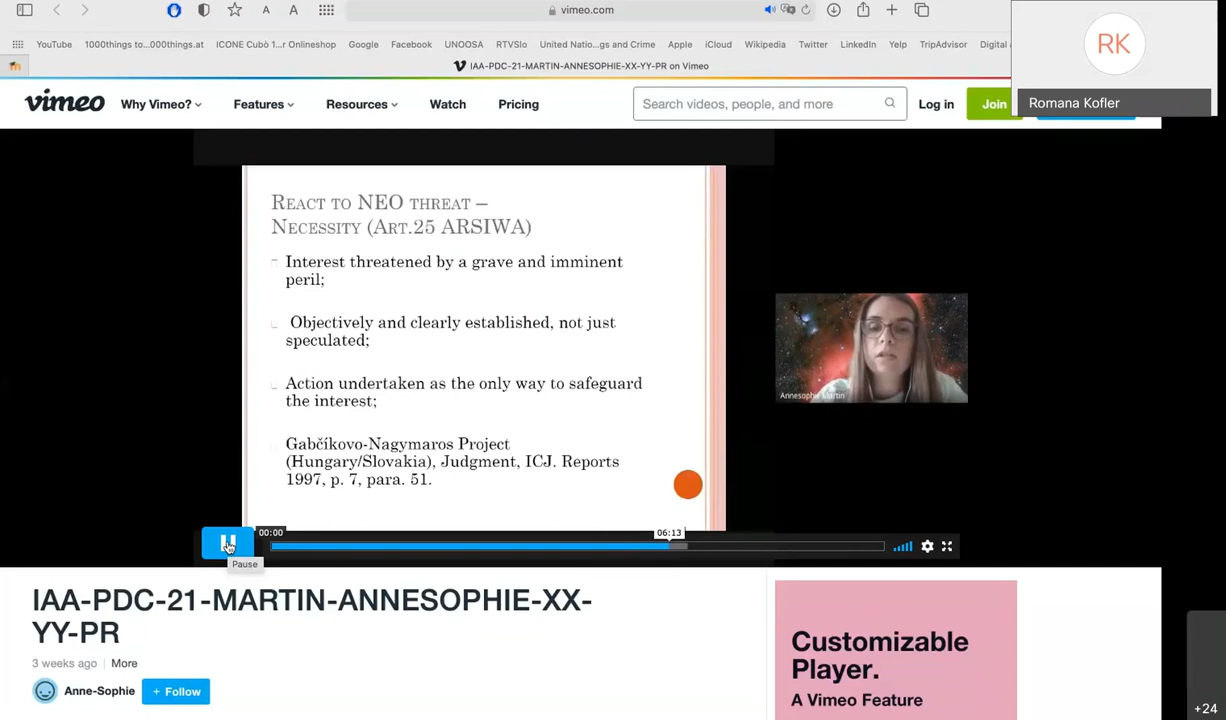 vimeo.com
YouTube 1000things to...000things.at ICONE Cubò 1...r Onlineshop Google Facebook UNOOSA RTVSlo United Natio...gs and Crime Apple iCloud Wikipedia Twitter LinkedIn Yelp TripAdvisor Digital
IAA-PDC-21-MARTIN-ANNESOPHIE-XX-YY-PR on Vimeo
RK
Romana Kofler
vimeo Why Vimeo? Features Resources Watch Pricing Search videos, people, and more Log in Join
REACT TO NEO THREAT –
NECESSITY (ART.25 ARSIWA)
Interest threatened by a grave and imminent
peril;
Objectively and clearly established, not just
speculated;
Action undertaken as the only way to safeguard
the interest;
Gabčíkovo-Nagymaros Project
(Hungary/Slovakia), Judgment, ICJ. Reports
1997, p. 7, para. 51.
Annesophie Martin
00:00 06:13
Pause
IAA-PDC-21-MARTIN-ANNESOPHIE-XX-
YY-PR
3 weeks ago More
Anne-Sophie + Follow
Customizable
Player.
A Vimeo Feature
+24